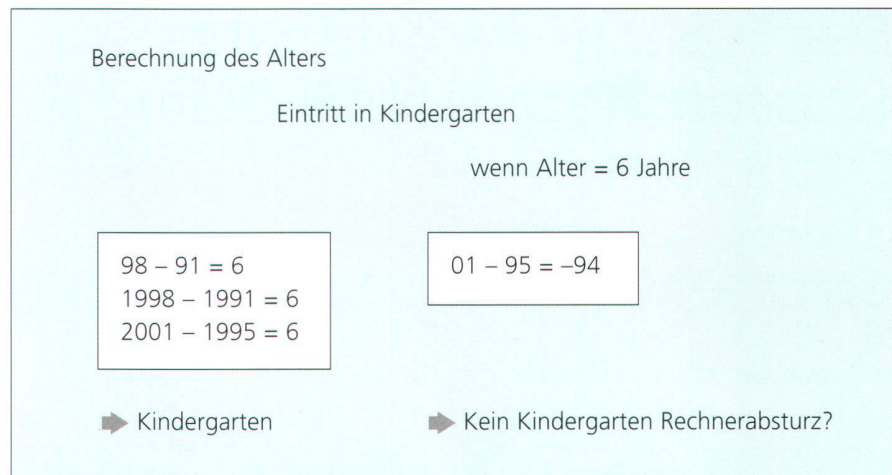 Berechnung des Alters
Eintritt in Kindergarten
wenn Alter = 6 Jahre
98 – 91 = 6
1998 – 1991 = 6
2001 – 1995 = 6
01 – 95 = –94
Kindergarten
Kein Kindergarten Rechnerabsturz?